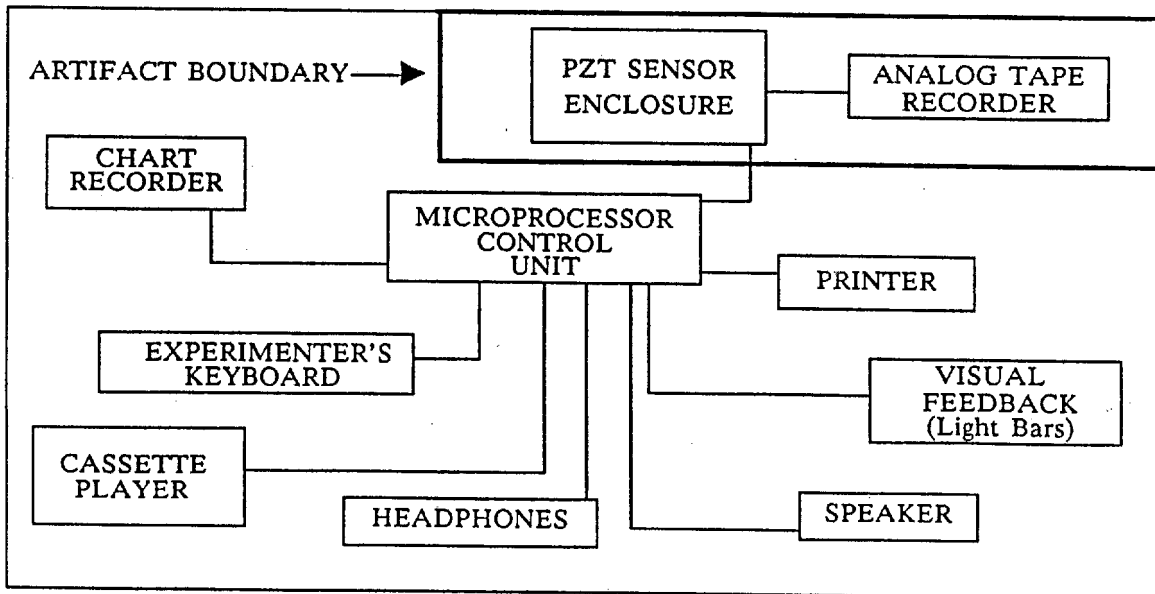 ARTIFACT BOUNDARY
PZT SENSOR
ENCLOSURE
ANALOG TAPE
RECORDER
CHART
RECORDER
MICROPROCESSOR
CONTROL
UNIT
PRINTER
EXPERIMENTER'S
KEYBOARD
VISUAL
FEEDBACK
(Light Bars)
CASSETTE
PLAYER
HEADPHONES
SPEAKER